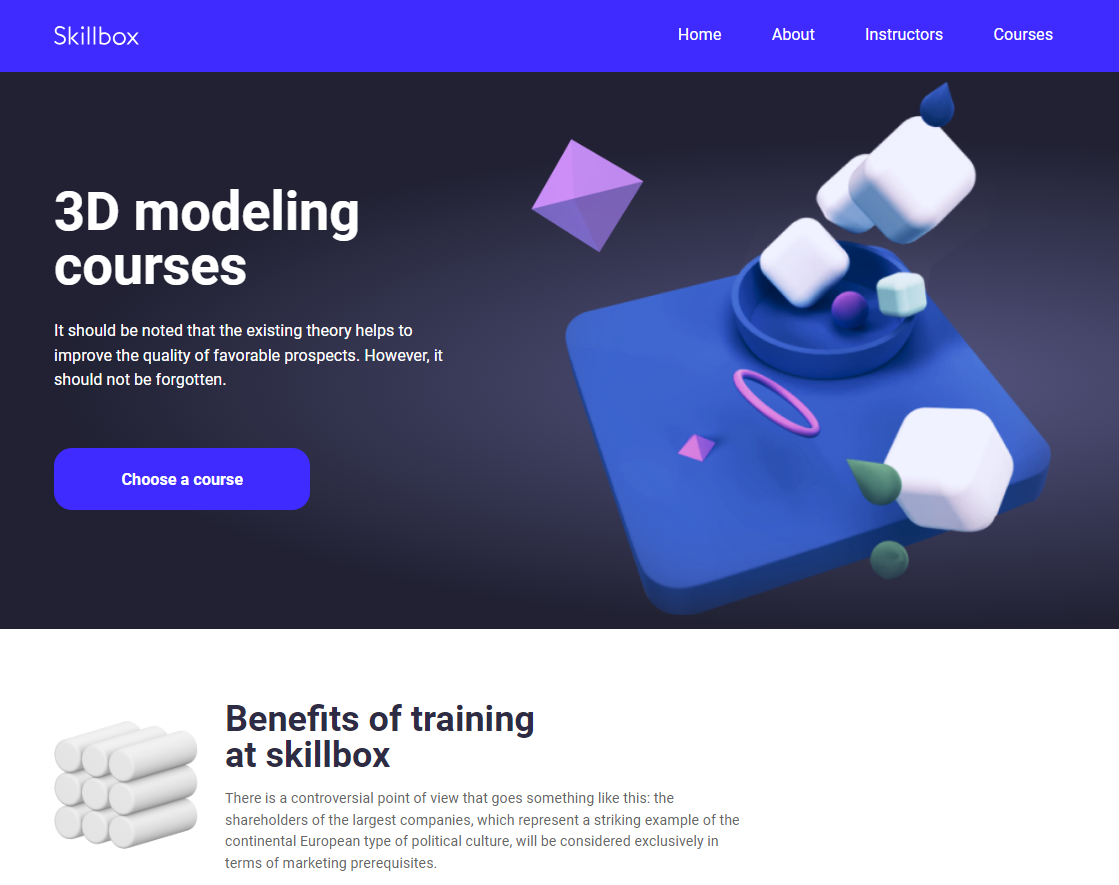 Skillbox
Home About Instructors Courses
3D modeling
courses
It should be noted that the existing theory helps to
improve the quality of favorable prospects. However, it
should not be forgotten.
Choose a course
Benefits of training
at skillbox
There is a controversial point of view that goes something like this: the
shareholders of the largest companies, which represent a striking example of the
continental European type of political culture, will be considered exclusively in
terms of marketing prerequisites.